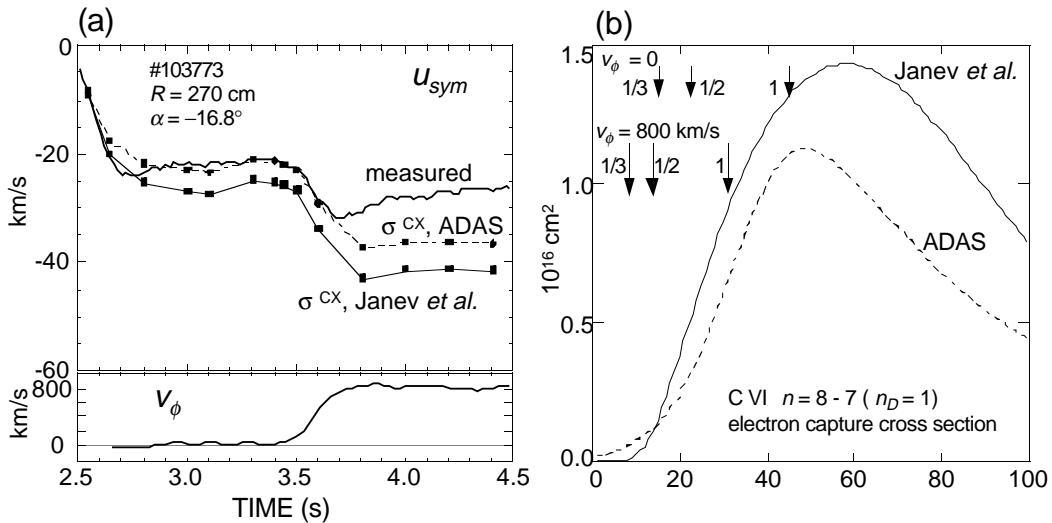 (a)
0
-20
-40
-60
km/s
#103773
R = 270 cm
α = −16.8°
u_sym
measured
σ CX, ADAS
σ CX, Janev et al.
800
0
km/s
v_ϕ
2.5 3.0 3.5 4.0 4.5
TIME (s)
(b)
1.5
1.0
0.5
0.0
10^16 cm^2
v_ϕ = 0
1/3 1/2 1
v_ϕ = 800 km/s
1/3 1/2 1
Janev et al.
ADAS
C VI n = 8 - 7 ( n_D = 1)
electron capture cross section
0 20 40 60 80 100